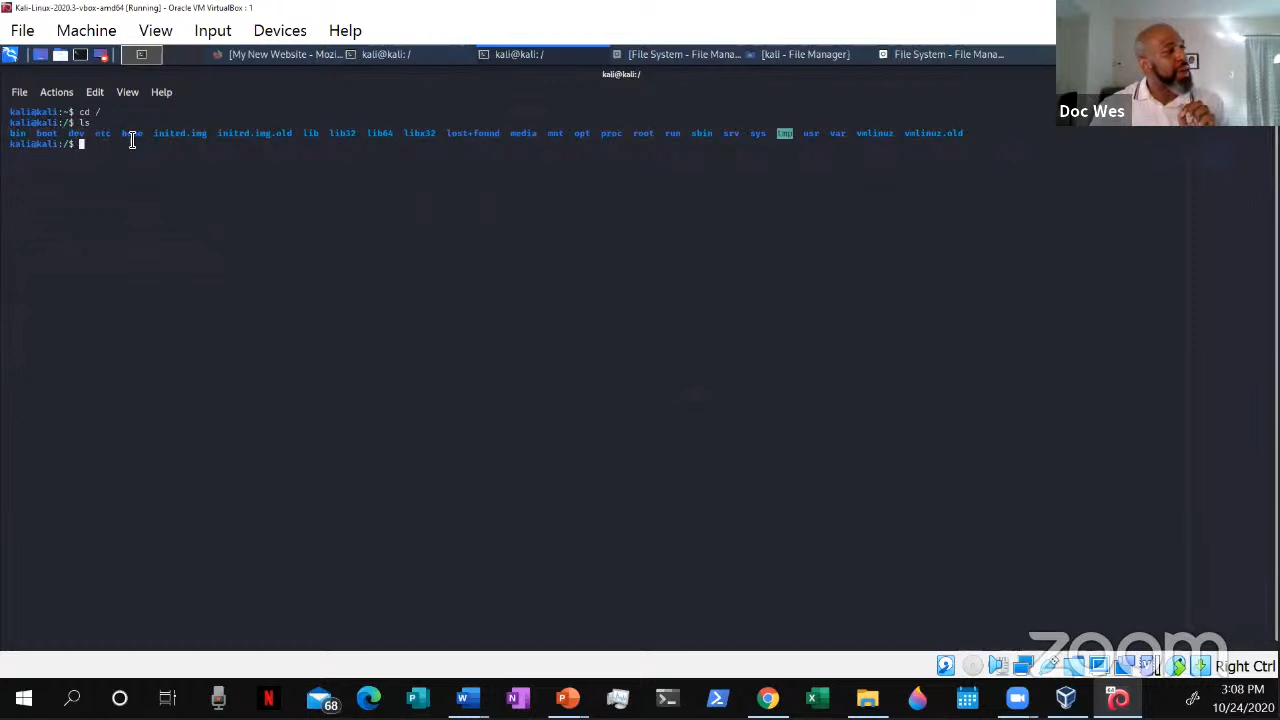 Kali-Linux-2020.3-vbox-amd64 [Running] - Oracle VM VirtualBox : 1
File Machine View Input Devices Help
[My New Website - Mozi... kali@kali: / kali@kali: / [File System - File Mana... [kali - File Manager] File System - File Mana...
kali@kali: /
File Actions Edit View Help
kali@kali:~$ cd /
kali@kali:/$ ls
bin boot dev etc home initrd.img initrd.img.old lib lib32 lib64 libx32 lost+found media mnt opt proc root run sbin srv sys tmp usr var vmlinuz vmlinuz.old
kali@kali:/$
Doc Wes
zoom
Right Ctrl
68
3:08 PM
10/24/2020